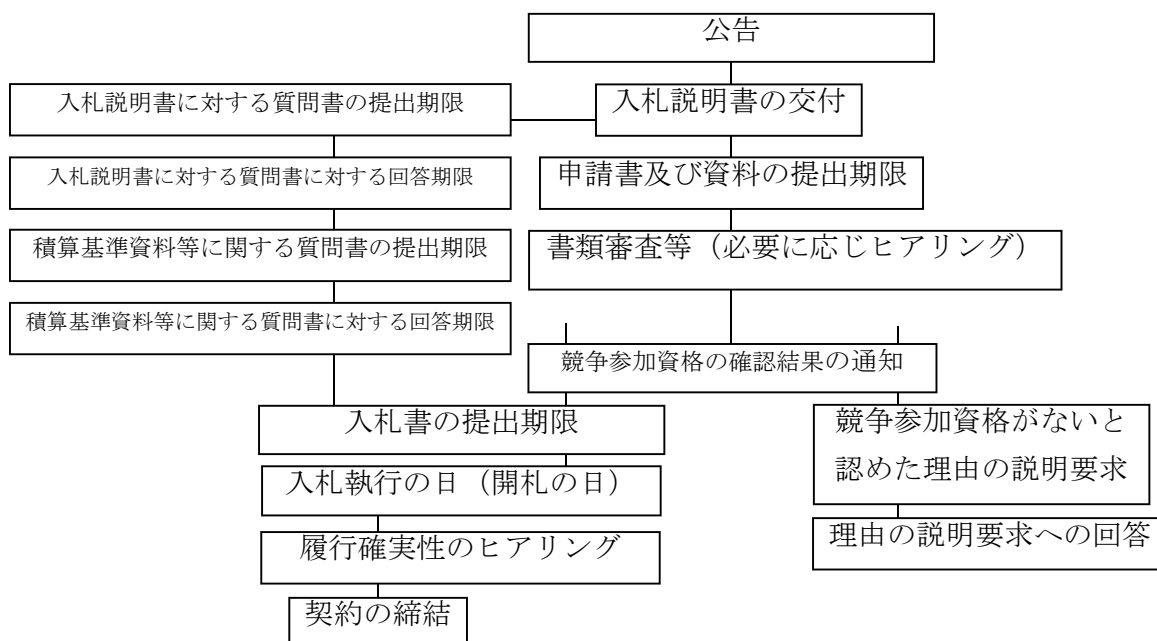 公告
入札説明書に対する質問書の提出期限
入札説明書の交付
入札説明書に対する質問書に対する回答期限
申請書及び資料の提出期限
積算基準資料等に関する質問書の提出期限
書類審査等（必要に応じヒアリング）
積算基準資料等に関する質問書に対する回答期限
競争参加資格の確認結果の通知
入札書の提出期限
競争参加資格がないと
認めた理由の説明要求
入札執行の日（開札の日）
理由の説明要求への回答
履行確実性のヒアリング
契約の締結